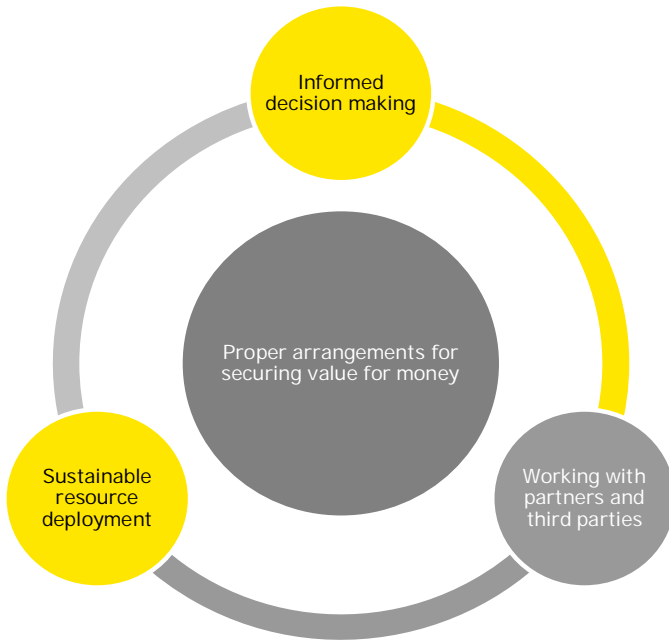 Informed
decision making
Proper arrangements for
securing value for money
Sustainable
resource
deployment
Working with
partners and
third parties